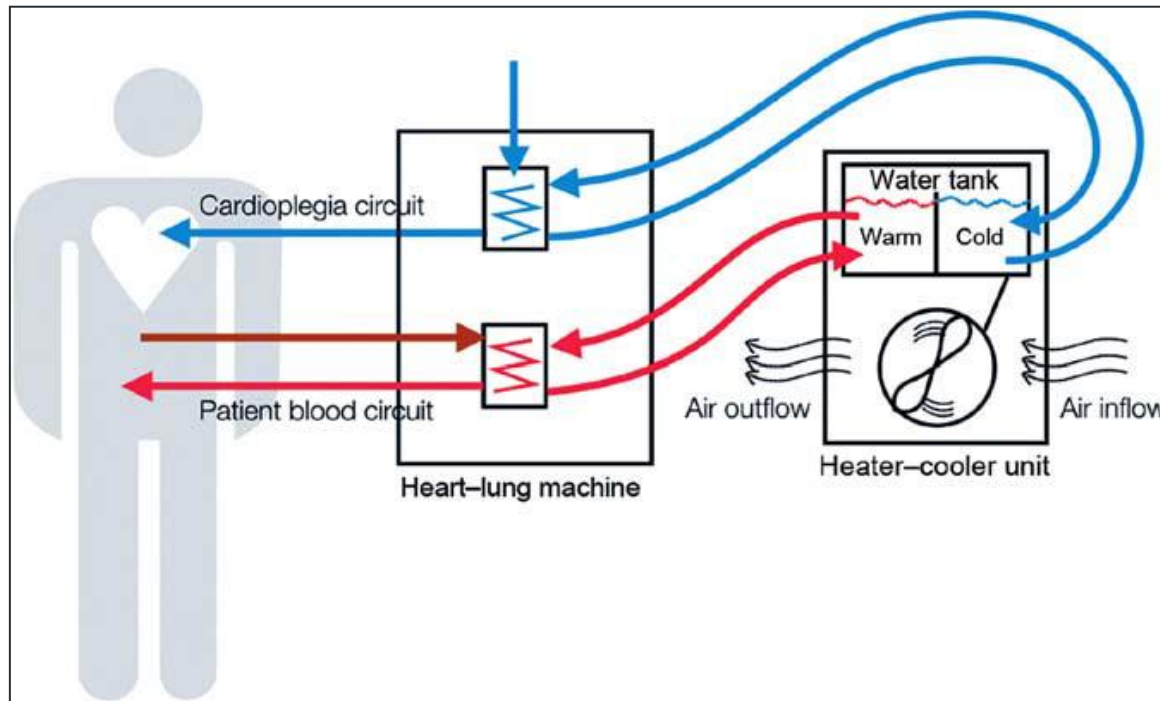 Water tank
Cardioplegia circuit
Warm
Cold
Patient blood circuit
Air outflow
Air inflow
Heart–lung machine
Heater–cooler unit